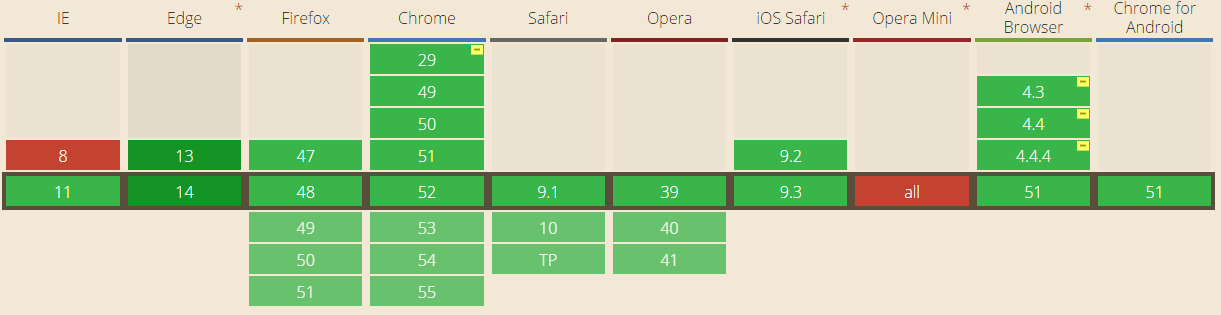 IE Edge * Firefox Chrome Safari Opera iOS Safari * Opera Mini * Android Browser * Chrome for Android
29
49 4.3
50 4.4
8 13 47 51 9.2 4.4.4
11 14 48 52 9.1 39 9.3 all 51 51
49 53 10 40
50 54 TP 41
51 55